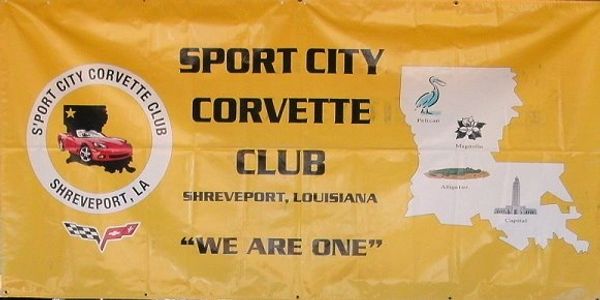 S'PORT CITY CORVETTE CLUB
SHREVEPORT, LA
SPORT CITY
CORVETTE
CLUB
SHREVEPORT, LOUISIANA
"WE ARE ONE"
Pelican
Magnolia
Alligator
Capitol